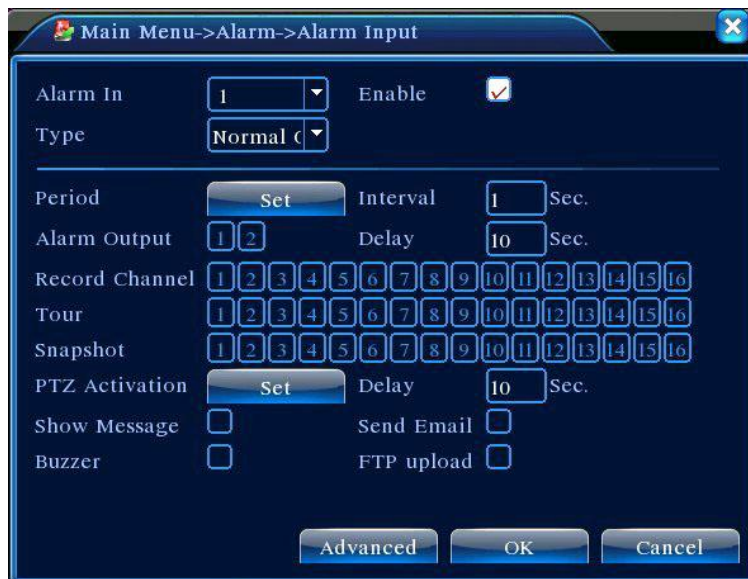 Main Menu->Alarm->Alarm Input
Alarm In 1 Enable
Type Normal
Period Set Interval 1 Sec.
Alarm Output 1 2 Delay 10 Sec.
Record Channel 1 2 3 4 5 6 7 8 9 10 11 12 13 14 15 16
Tour 1 2 3 4 5 6 7 8 9 10 11 12 13 14 15 16
Snapshot 1 2 3 4 5 6 7 8 9 10 11 12 13 14 15 16
PTZ Activation Set Delay 10 Sec.
Show Message Send Email
Buzzer FTP upload
Advanced OK Cancel